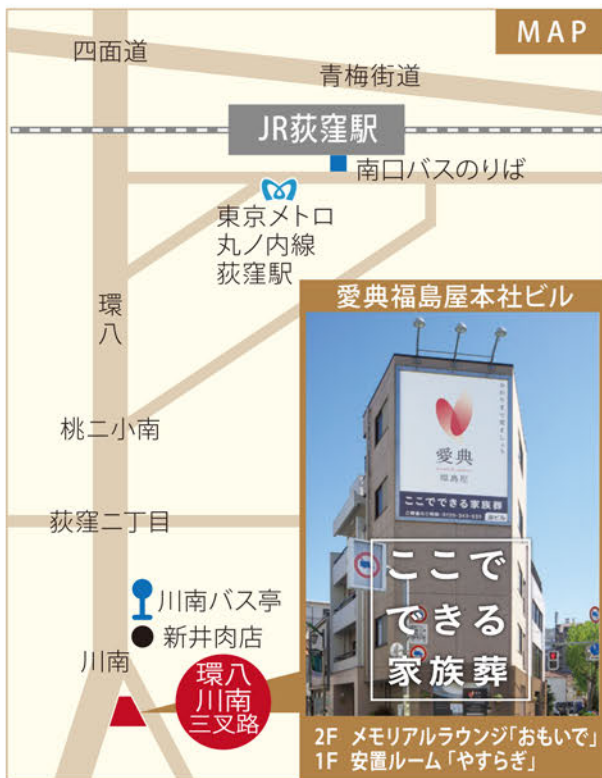 MAP
四面道
青梅街道
JR荻窪駅
南口バスのりば
東京メトロ
丸ノ内線
荻窪駅
環八
愛典福島屋本社ビル
愛典
福島屋
ここでできる家族葬
桃二小南
荻窪二丁目
ここで
できる
家族葬
川南バス亭
新井肉店
川南
環八
川南
三叉路
2F メモリアルラウンジ「おもいで」
1F 安置ルーム「やすらぎ」